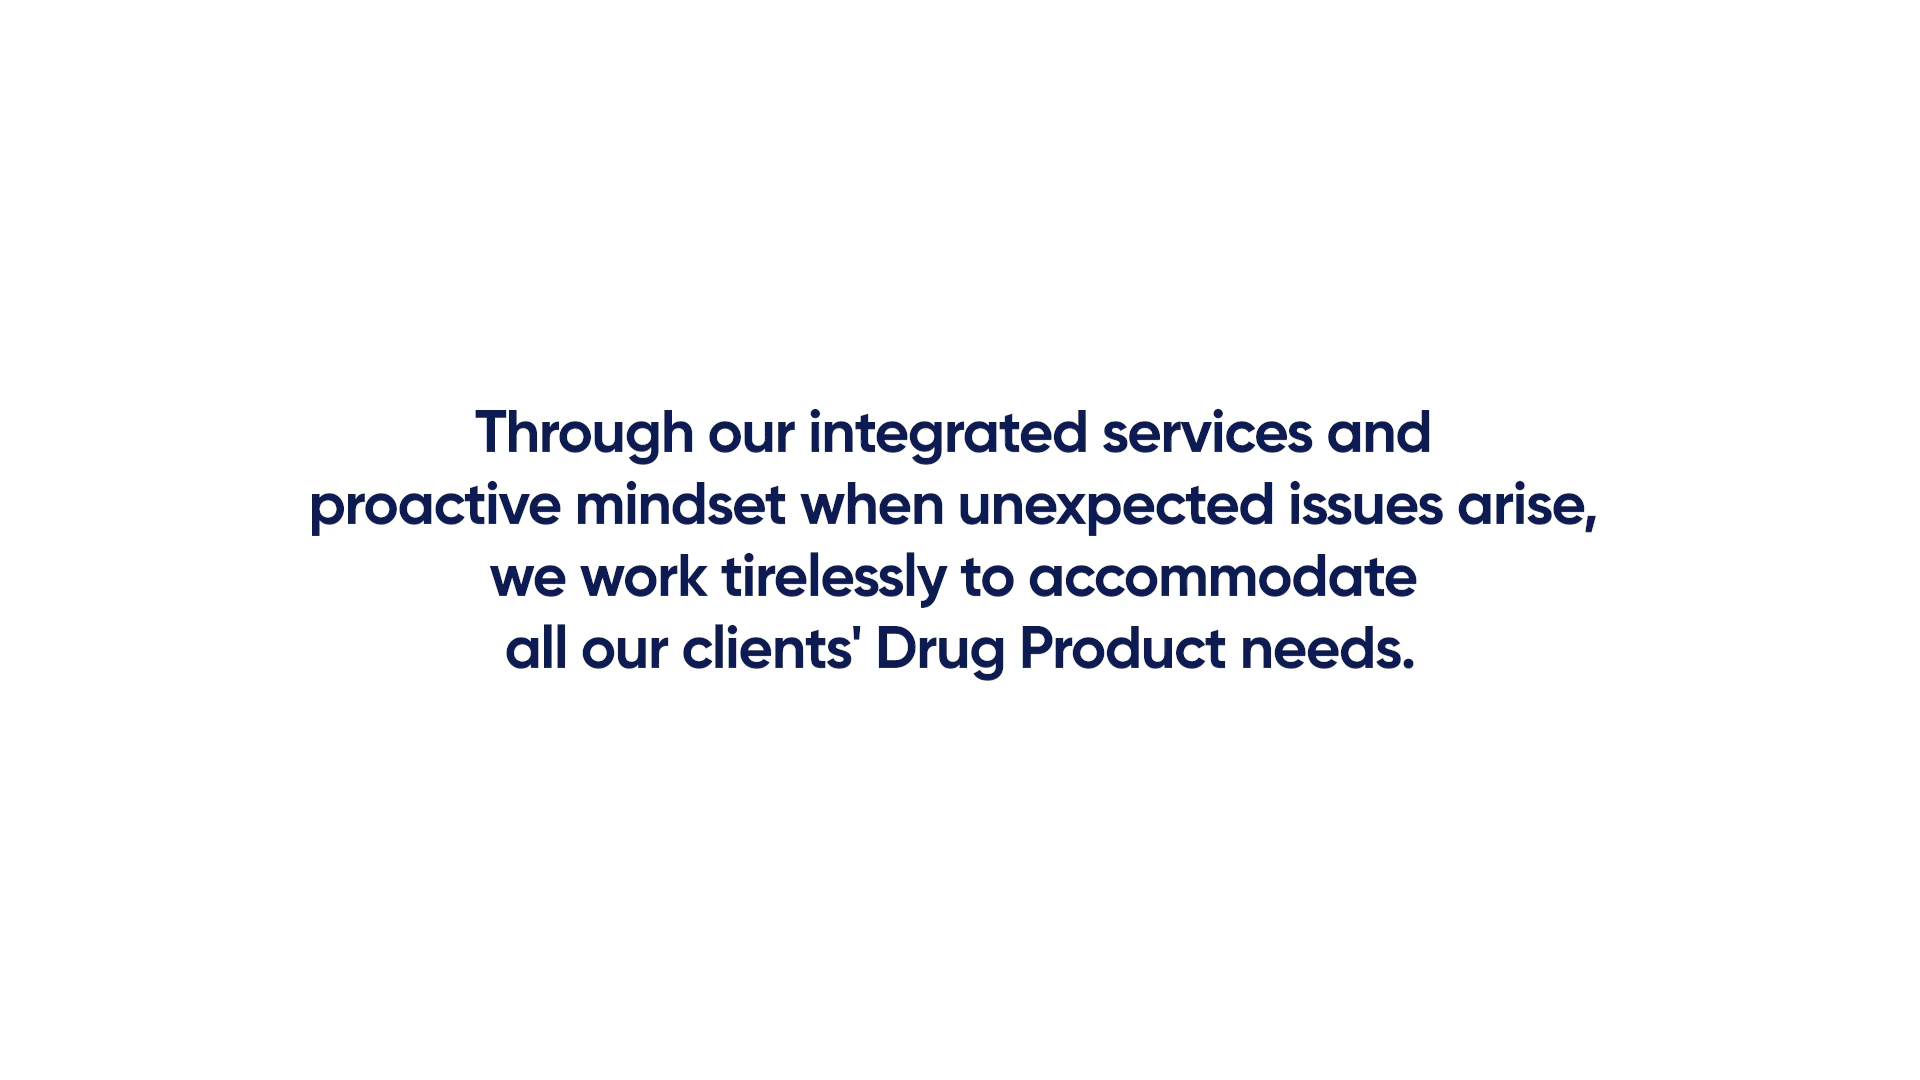 Through our integrated services and
proactive mindset when unexpected issues arise,
we work tirelessly to accommodate
all our clients' Drug Product needs.